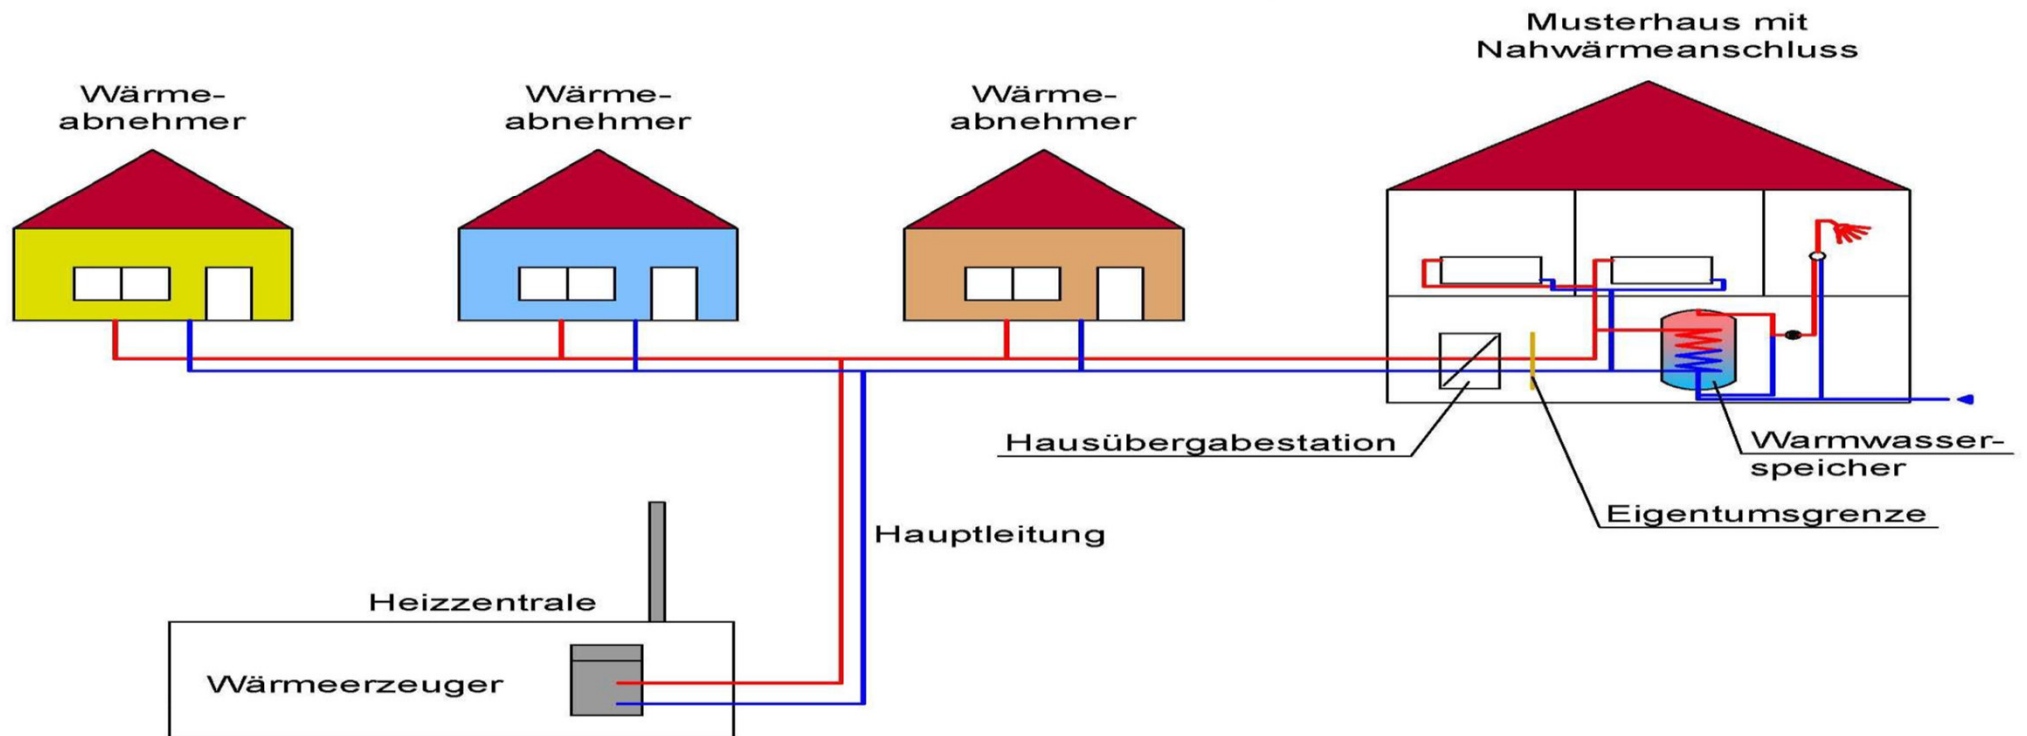 Musterhaus mit
Nahwärmeanschluss
Wärme-
abnehmer
Wärme-
abnehmer
Wärme-
abnehmer
Hausübergabestation
Warmwasser-
speicher
Eigentumsgrenze
Hauptleitung
Heizzentrale
Wärmeerzeuger